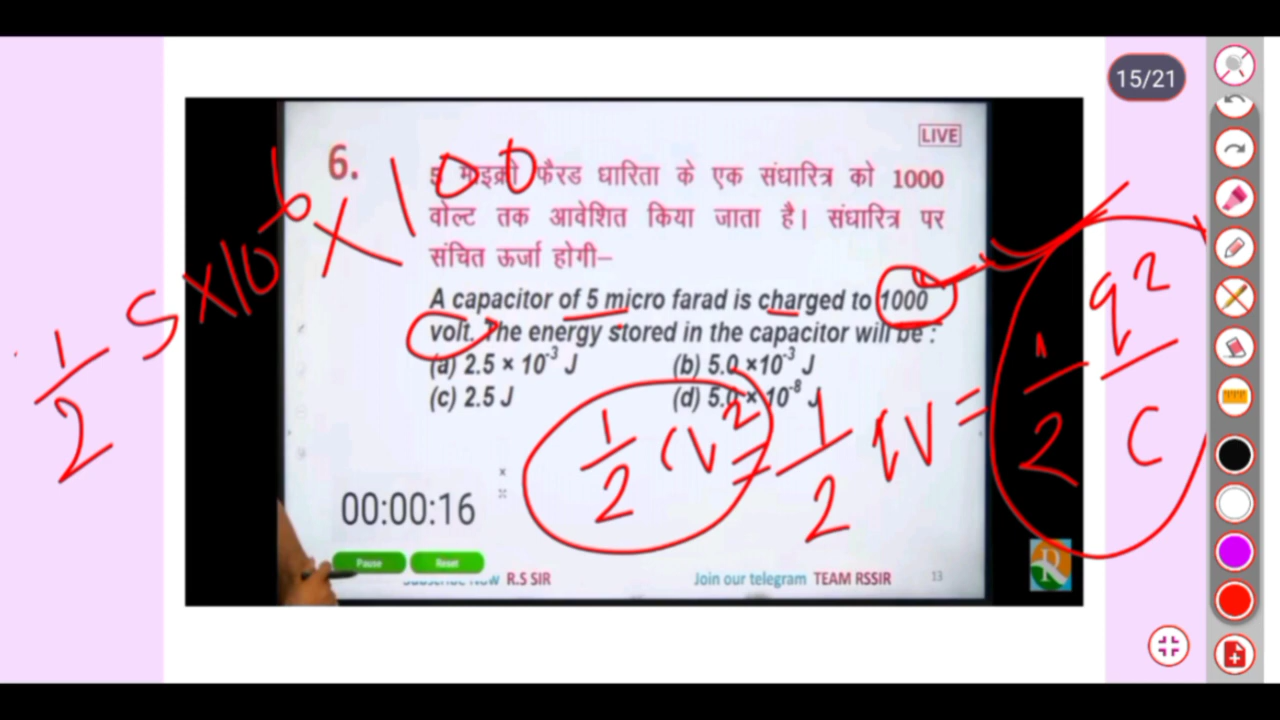 15/21
LIVE
6.
5 माइक्रो फैरड धारिता के एक संधारित्र को 1000
वोल्ट तक आवेशित किया जाता है। संधारित्र पर
संचित ऊर्जा होगी–
A capacitor of 5 micro farad is charged to 1000
volt. The energy stored in the capacitor will be :
(a) 2.5 × 10⁻³ J (b) 5.0 ×10⁻³ J
(c) 2.5 J (d) 5.0 × 10⁻⁸ J
1/2 5 × 10⁻⁶ × 100
1/2 CV² = 1/2 qV = 1/2 q²/C
00:00:16
Pause Reset
Subscribe Now R.S SIR Join our telegram TEAM RSSIR 13
R